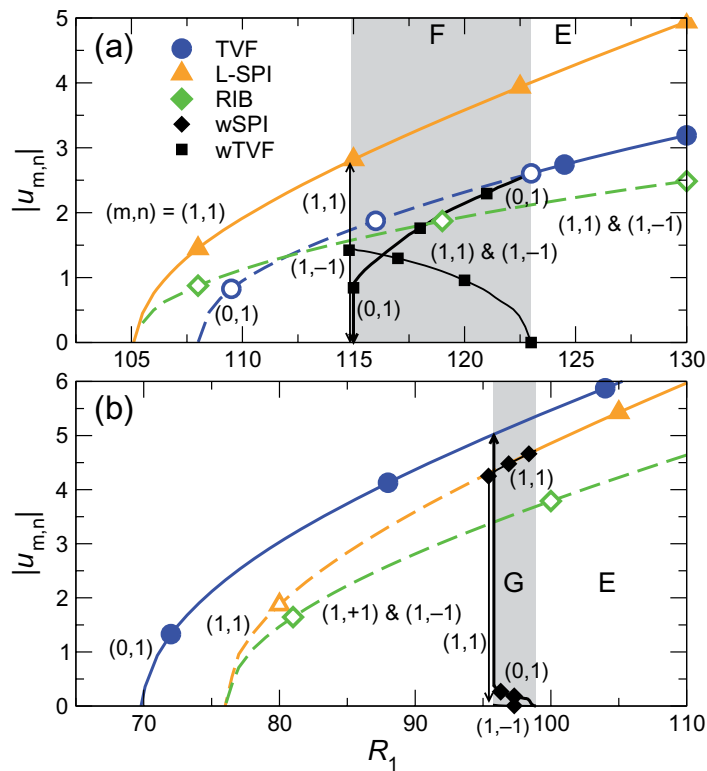 (a)
F
E
TVF
L-SPI
RIB
wSPI
wTVF
(m,n) = (1,1)
(1,1)
(1,-1)
(0,1)
(0,1)
(0,1)
(1,1) & (1,-1)
(1,1) & (1,-1)
|u_{m,n}|
5
4
3
2
1
0
105
110
115
120
125
130
(b)
G
E
(0,1)
(1,1)
(1,+1) & (1,-1)
(1,1)
(1,1)
(0,1)
(1,-1)
|u_{m,n}|
6
5
4
3
2
1
0
70
80
90
100
110
R_1